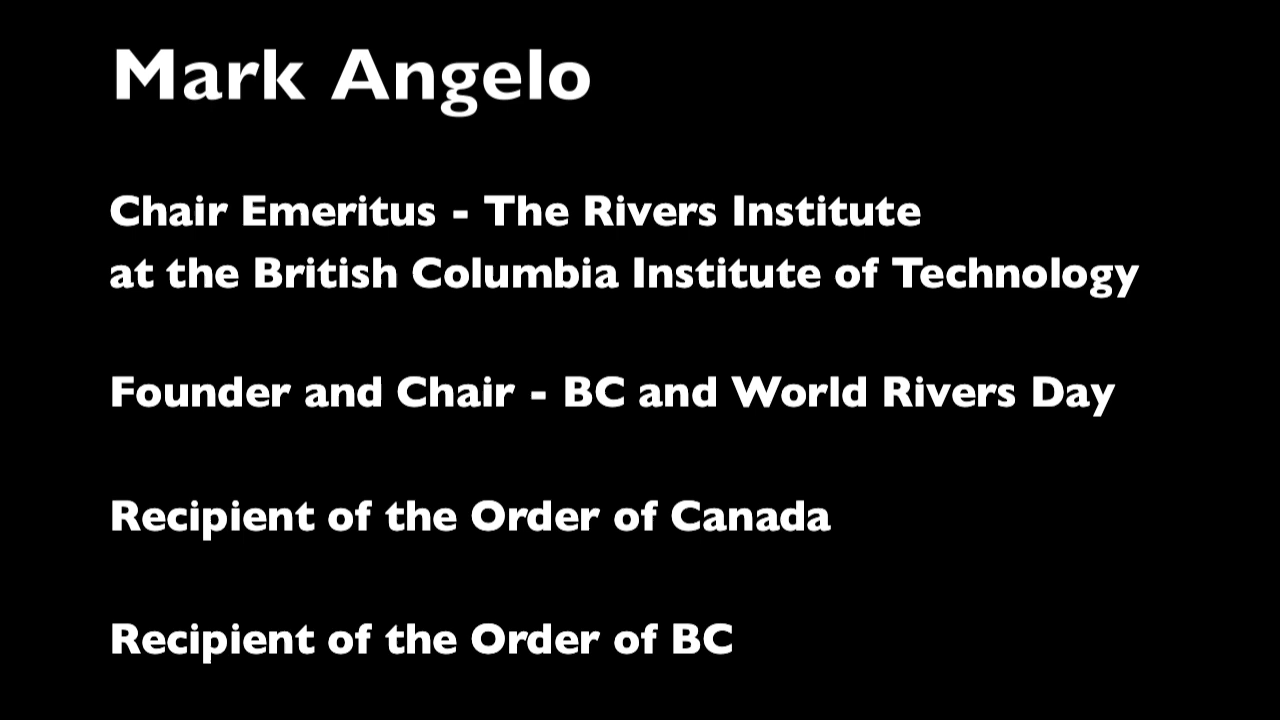 Mark Angelo
Chair Emeritus - The Rivers Institute
at the British Columbia Institute of Technology
Founder and Chair - BC and World Rivers Day
Recipient of the Order of Canada
Recipient of the Order of BC